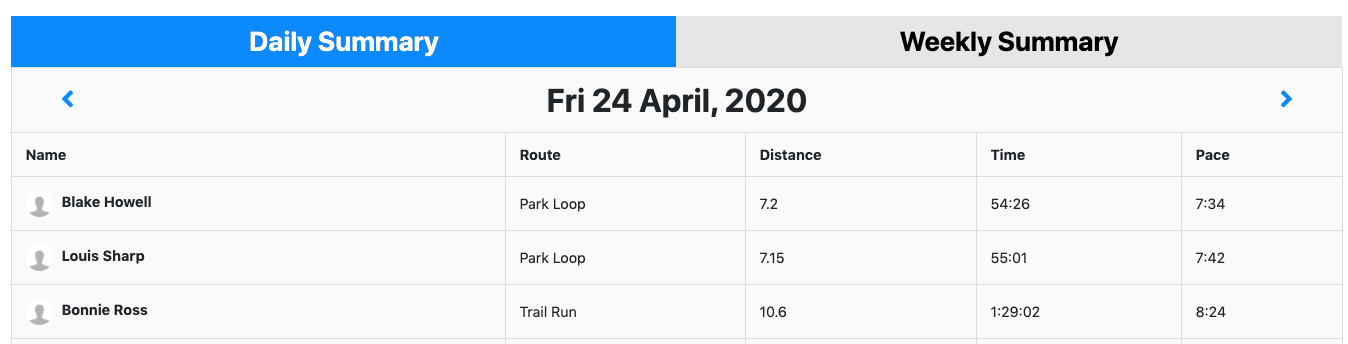 Daily Summary Weekly Summary
Fri 24 April, 2020
Name Route Distance Time Pace
Blake Howell Park Loop 7.2 54:26 7:34
Louis Sharp Park Loop 7.15 55:01 7:42
Bonnie Ross Trail Run 10.6 1:29:02 8:24